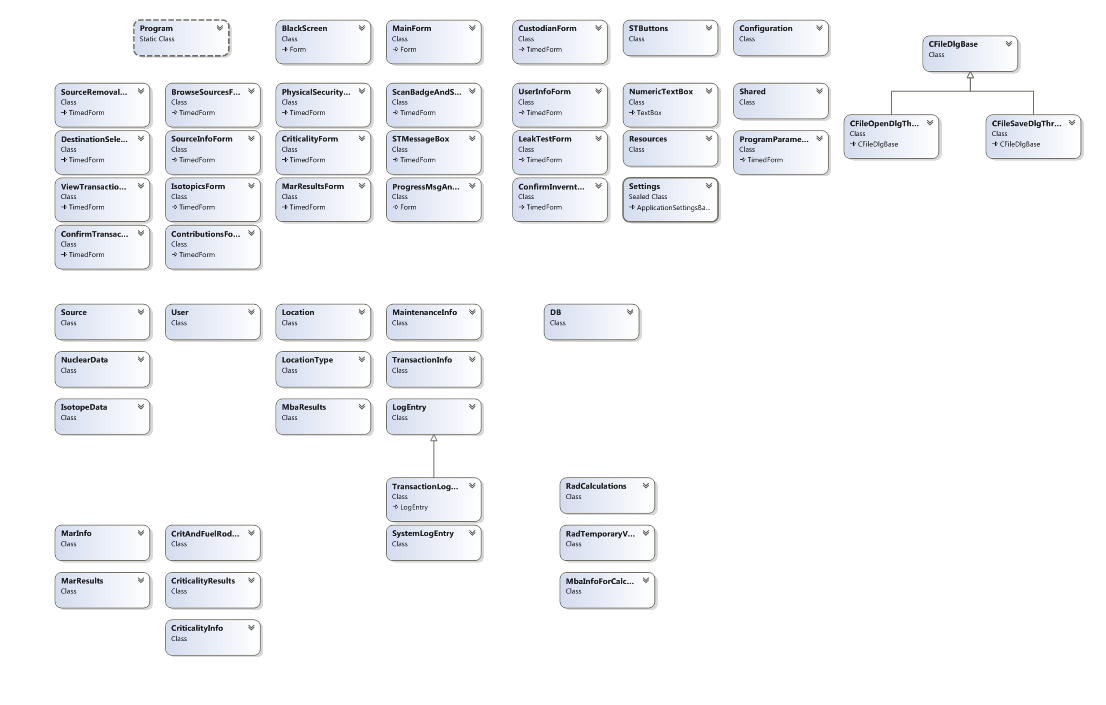 Program
Static Class
BlackScreen
Class
Form
MainForm
Class
Form
CustodianForm
Class
TimedForm
STButtons
Class
Configuration
Class
CFileDlgBase
Class
SourceRemoval...
Class
TimedForm
BrowseSourcesF...
Class
TimedForm
PhysicalSecurity...
Class
TimedForm
ScanBadgeAndS...
Class
TimedForm
UserInfoForm
Class
TimedForm
NumericTextBox
Class
TextBox
Shared
Class
CFileOpenDlgTh...
Class
CFileDlgBase
CFileSaveDlgThr...
Class
CFileDlgBase
DestinationSele...
Class
TimedForm
SourceInfoForm
Class
TimedForm
CriticalityForm
Class
TimedForm
STMessageBox
Class
TimedForm
LeakTestForm
Class
TimedForm
Resources
Class
ProgramParame...
Class
TimedForm
ViewTransactio...
Class
TimedForm
IsotopicsForm
Class
TimedForm
MarResultsForm
Class
TimedForm
ProgressMsgAn...
Class
Form
ConfirmInvernt...
Class
TimedForm
Settings
Sealed Class
ApplicationSettingsBa...
ConfirmTransac...
Class
TimedForm
ContributionsFo...
Class
TimedForm
Source
Class
User
Class
Location
Class
MaintenanceInfo
Class
DB
Class
NuclearData
Class
LocationType
Class
TransactionInfo
Class
IsotopeData
Class
MbaResults
Class
LogEntry
Class
TransactionLog...
Class
LogEntry
RadCalculations
Class
MarInfo
Class
CritAndFuelRod...
Class
SystemLogEntry
Class
RadTemporaryV...
Class
MarResults
Class
CriticalityResults
Class
MbaInfoForCalc...
Class
CriticalityInfo
Class